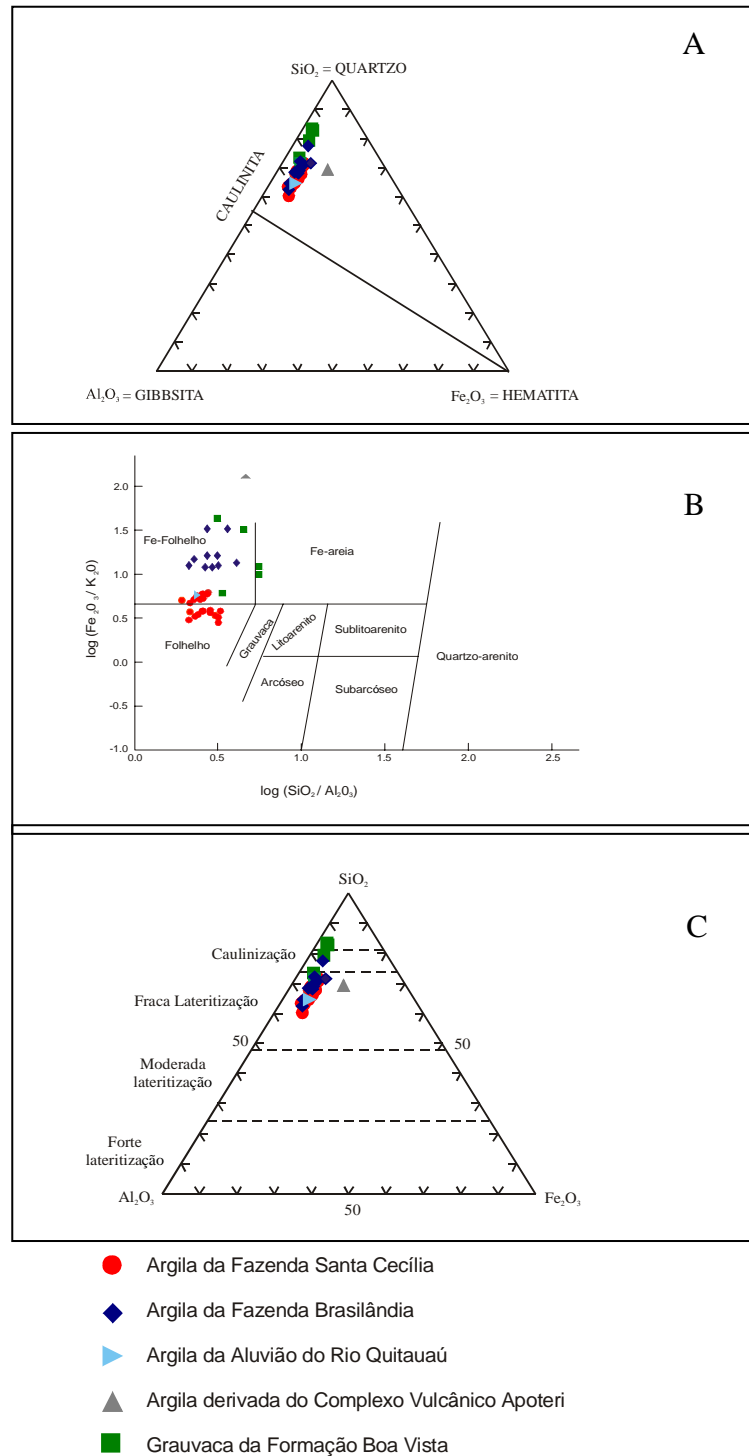 A
SiO₂ = QUARTZO
CAULINITA
Al₂O₃ = GIBBSITA
Fe₂O₃ = HEMATITA
B
2.0
1.5
1.0
0.5
0.0
-0.5
-1.0
log (Fe₂0₃ / K₂0)
Fe-Folhelho
Fe-areia
Folhelho
Grauvaca
Litoarenito
Sublitoarenito
Quartzo-arenito
Arcóseo
Subarcóseo
0.0
0.5
1.0
1.5
2.0
2.5
log (SiO₂ / Al₂0₃)
C
SiO₂
Caulinização
Fraca Lateritização
50
50
Moderada
lateritização
Forte
lateritização
Al₂O₃
50
Fe₂O₃
Argila da Fazenda Santa Cecília
Argila da Fazenda Brasilândia
Argila da Aluvião do Rio Quitauaú
Argila derivada do Complexo Vulcânico Apoteri
Grauvaca da Formação Boa Vista